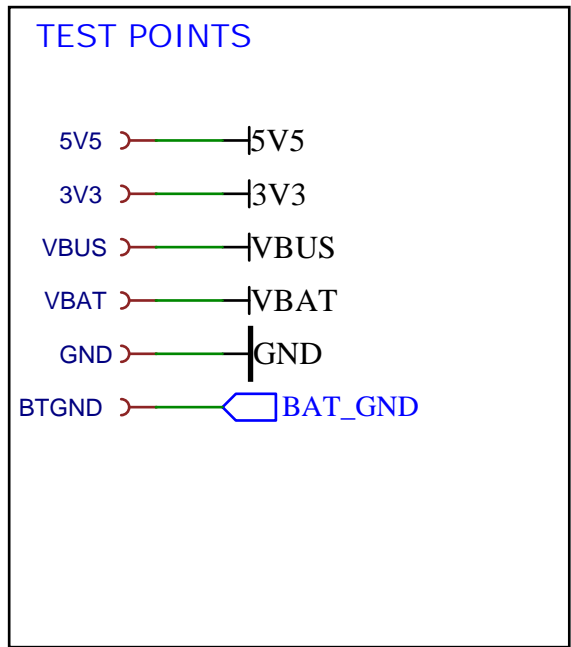 TEST POINTS
5V5 5V5
3V3 3V3
VBUS VBUS
VBAT VBAT
GND GND
BTGND BAT_GND